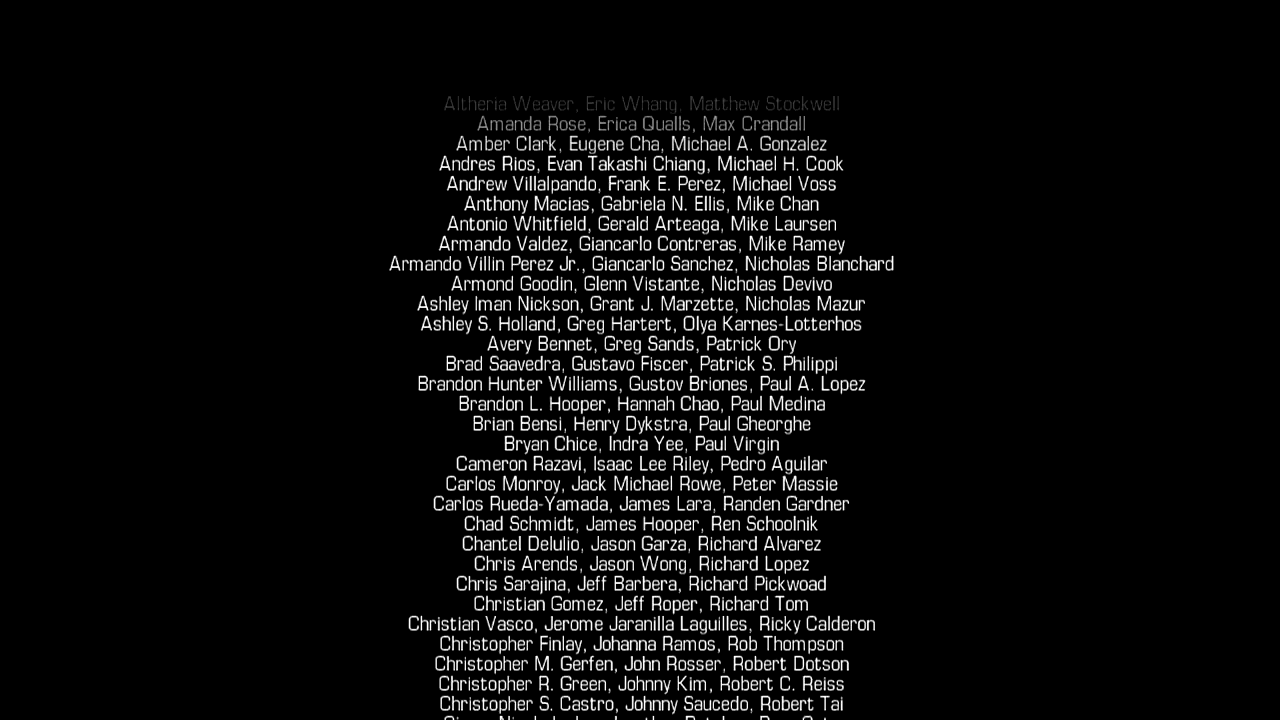 Altheria Weaver, Eric Whang, Matthew Stockwell
Amanda Rose, Erica Qualls, Max Crandall
Amber Clark, Eugene Cha, Michael A. Gonzalez
Andres Rios, Evan Takashi Chiang, Michael H. Cook
Andrew Villalpando, Frank E. Perez, Michael Voss
Anthony Macias, Gabriela N. Ellis, Mike Chan
Antonio Whitfield, Gerald Arteaga, Mike Laursen
Armando Valdez, Giancarlo Contreras, Mike Ramey
Armando Villin Perez Jr., Giancarlo Sanchez, Nicholas Blanchard
Armond Goodin, Glenn Vistante, Nicholas Devivo
Ashley Iman Nickson, Grant J. Marzette, Nicholas Mazur
Ashley S. Holland, Greg Hartert, Olya Karnes-Lotterhos
Avery Bennet, Greg Sands, Patrick Ory
Brad Saavedra, Gustavo Fiscer, Patrick S. Philippi
Brandon Hunter Williams, Gustov Briones, Paul A. Lopez
Brandon L. Hooper, Hannah Chao, Paul Medina
Brian Bensi, Henry Dykstra, Paul Gheorghe
Bryan Chice, Indra Yee, Paul Virgin
Cameron Razavi, Isaac Lee Riley, Pedro Aguilar
Carlos Monroy, Jack Michael Rowe, Peter Massie
Carlos Rueda-Yamada, James Lara, Randen Gardner
Chad Schmidt, James Hooper, Ren Schoolnik
Chantel Delulio, Jason Garza, Richard Alvarez
Chris Arends, Jason Wong, Richard Lopez
Chris Sarajina, Jeff Barbera, Richard Pickwoad
Christian Gomez, Jeff Roper, Richard Tom
Christian Vasco, Jerome Jaranilla Laguilles, Ricky Calderon
Christopher Finlay, Johanna Ramos, Rob Thompson
Christopher M. Gerfen, John Rosser, Robert Dotson
Christopher R. Green, Johnny Kim, Robert C. Reiss
Christopher S. Castro, Johnny Saucedo, Robert Tai